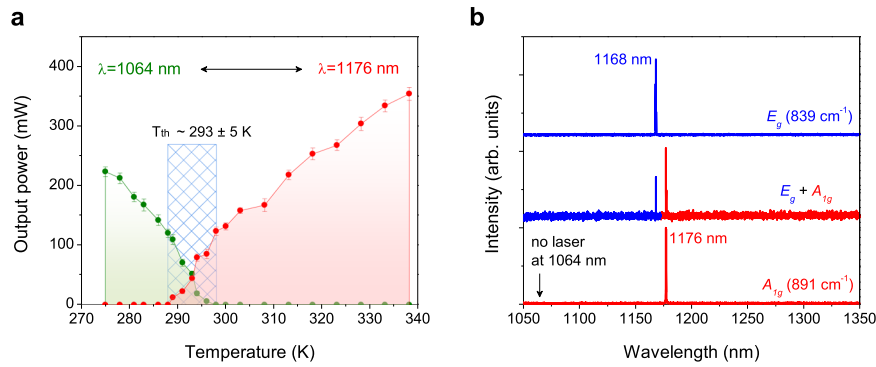 a
λ=1064 nm
λ=1176 nm
Tth ~ 293 ± 5 K
Output power (mW)
400
300
200
100
0
270 280 290 300 310 320 330 340
Temperature (K)
b
1168 nm
Eg (839 cm-1)
Eg + A1g
1176 nm
no laser
at 1064 nm
A1g (891 cm-1)
Intensity (arb. units)
1050 1100 1150 1200 1250 1300 1350
Wavelength (nm)